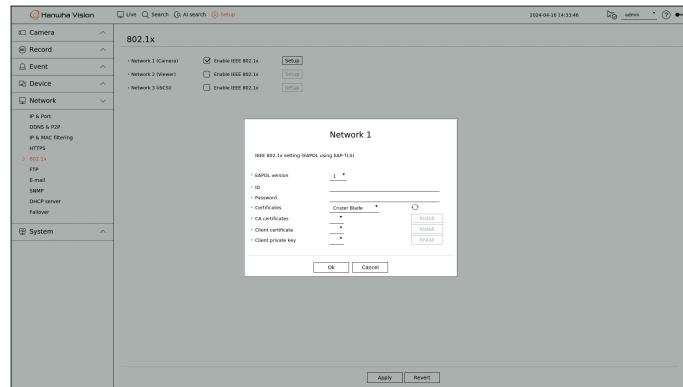 Hanwha Vision Live Search AI search Setup 2024-04-16 14:33:46 admin ?
Camera
802.1x
Record
Network 1 (Camera) Enable IEEE 802.1x Setup
Event
Network 2 (Viewer) Enable IEEE 802.1x Setup
Device
Network 3 (iSCSI) Enable IEEE 802.1x Setup
Network
IP & Port
DDNS & P2P
IP & MAC filtering
HTTPS
802.1x
FTP
E-mail
SNMP
DHCP server
Failover
System
Network 1
IEEE 802.1x setting (EAPOL using EAP-TLS)
EAPOL version 1
ID
Password
Certificates Cruzer Blade
CA certificates Install
Client certificate Install
Client private key Install
Ok Cancel
Apply Revert